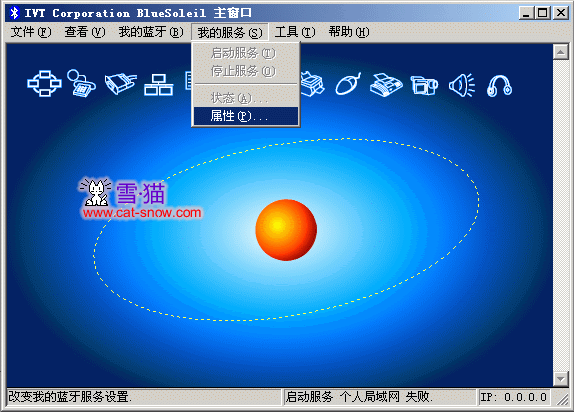 IVT Corporation BlueSoleil 主窗口
文件(F) 查看(V) 我的蓝牙(B) 我的服务(S) 工具(T) 帮助(H)
启动服务(T)
停止服务(O)
状态(A)...
属性(P)...
雪·猫
www.cat-snow.com
改变我的蓝牙服务设置. 启动服务 个人局域网 失败. IP: 0.0.0.0